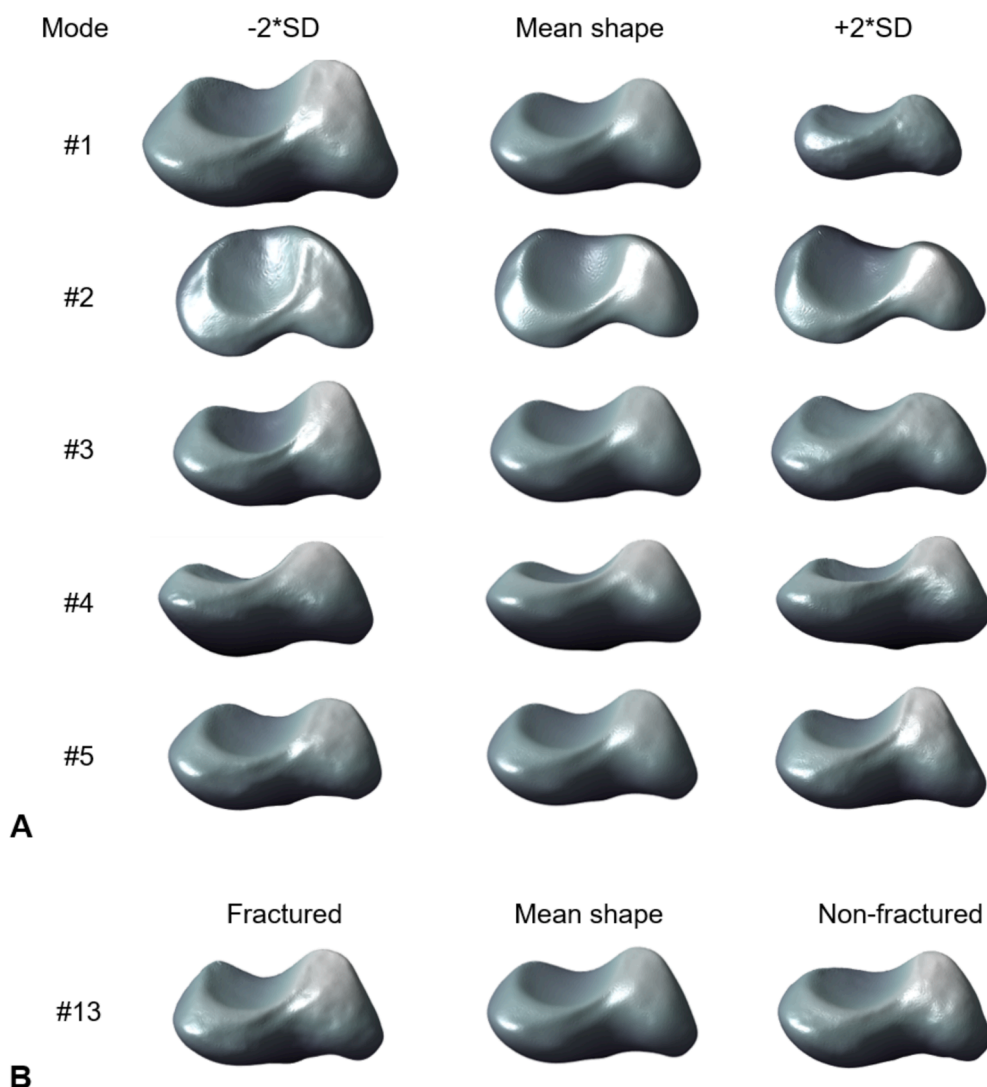 Mode -2*SD Mean shape +2*SD
#1
#2
#3
#4
#5
A
Fractured Mean shape Non-fractured
#13
B